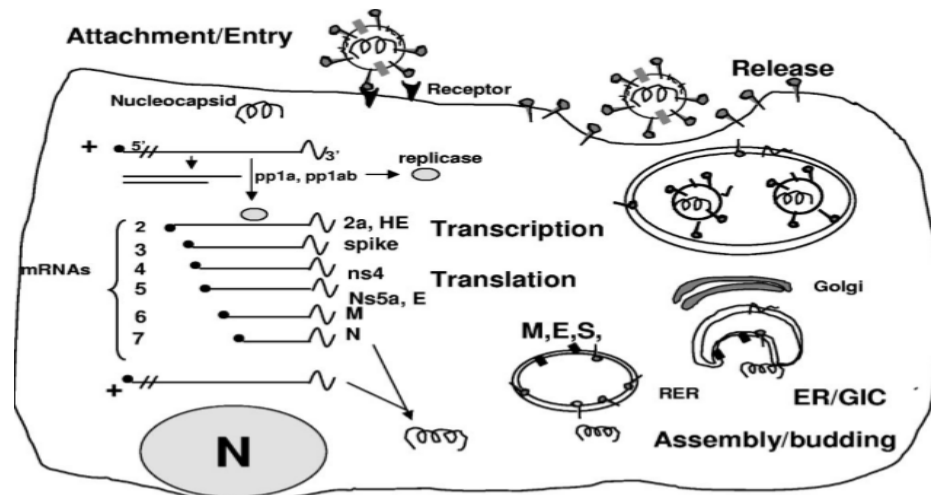 Attachment/Entry
Receptor
Release
Nucleocapsid
+ 5' 3'
pp1a, pp1ab
replicase
mRNAs
2 2a, HE
3 spike
4 ns4
5 Ns5a, E
6 M
7 N
+
Transcription
Translation
Golgi
M,E,S,
RER
ER/GIC
Assembly/budding
N